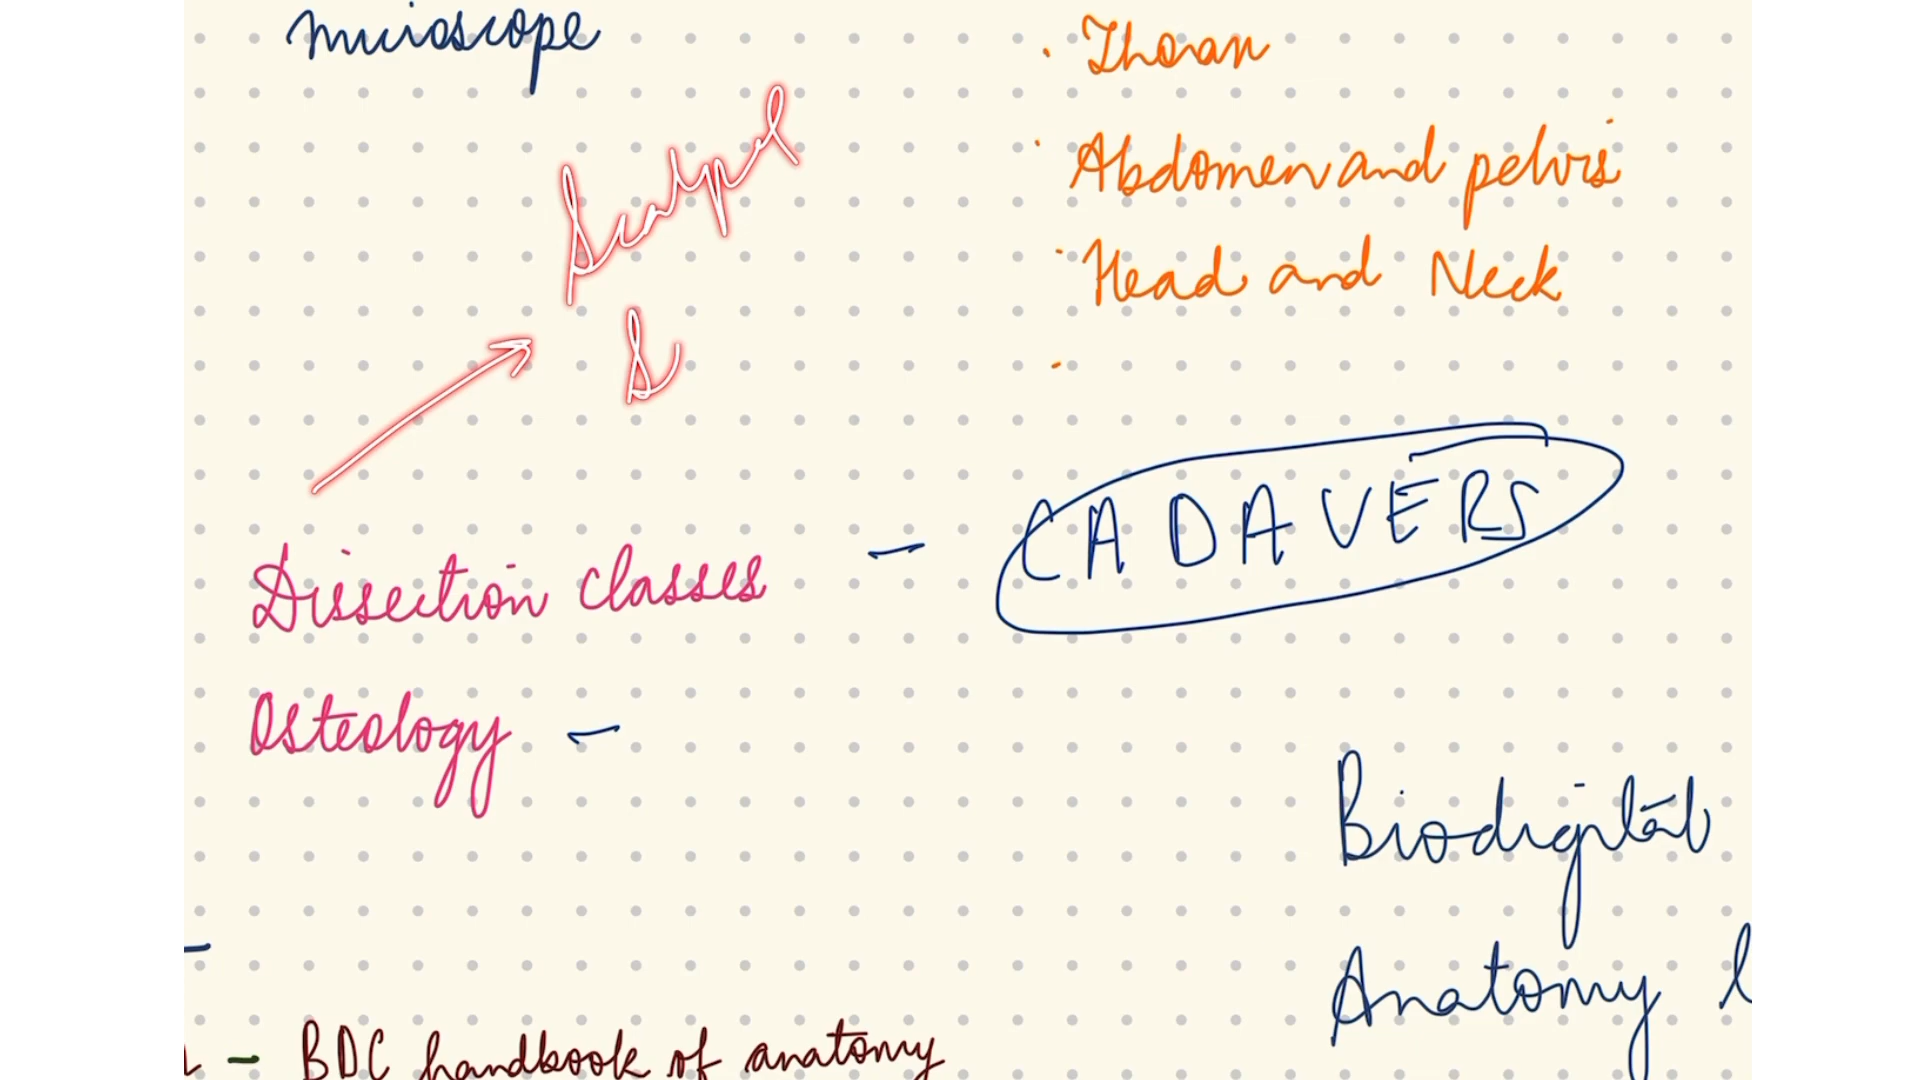 microscope
· Thorax
· Abdomen and pelvis
· Head and Neck
·
Scalpel
S
Dissection classes - CADAVERS
Osteology -
Biodigital
Anatomy
- BDC handbook of anatomy